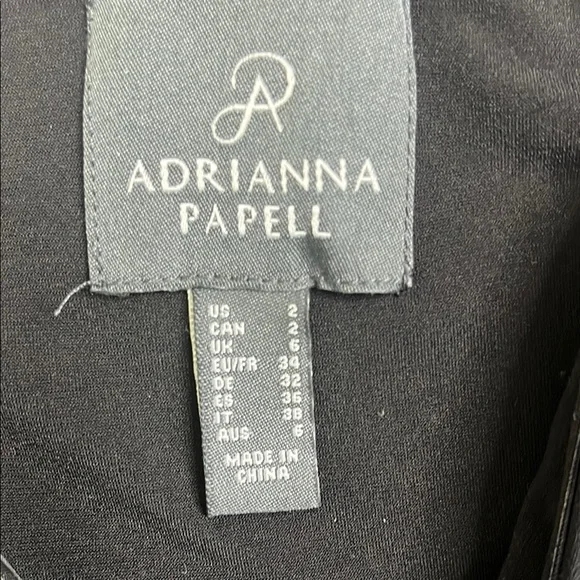 AP
ADRIANNA
PAPELL
US 2
CAN 2
UK 6
EU/FR 34
DE 32
ES 36
IT 38
AUS 6
MADE IN
CHINA